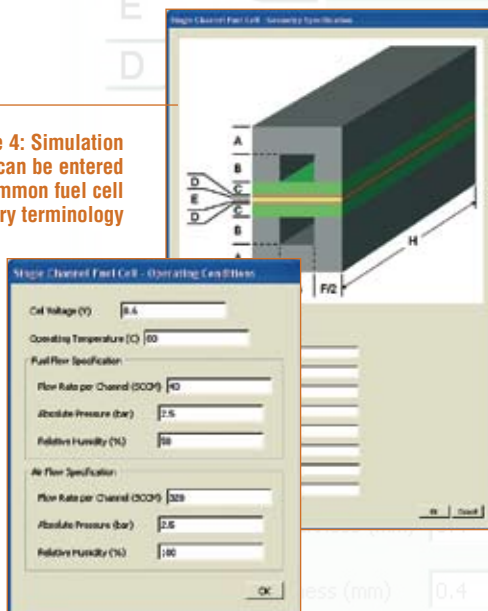 E
D
Single Channel Fuel Cell - Geometry Specification
A
B
C
D
E
D
C
B
A
H
F/2
e 4: Simulation
can be entered
mmon fuel cell
ry terminology
Single Channel Fuel Cell - Operating Conditions
Cell Voltage (V) 0.6
Operating Temperature (C) 80
Fuel Flow Specification
Flow Rate per Channel (SCCM) 40
Absolute Pressure (bar) 2.5
Relative Humidity (%) 50
Air Flow Specification
Flow Rate per Channel (SCCM)
Absolute Pressure (bar) 2.5
Relative Humidity (%) 100
OK
OK Cancel
ess (mm) 0.4